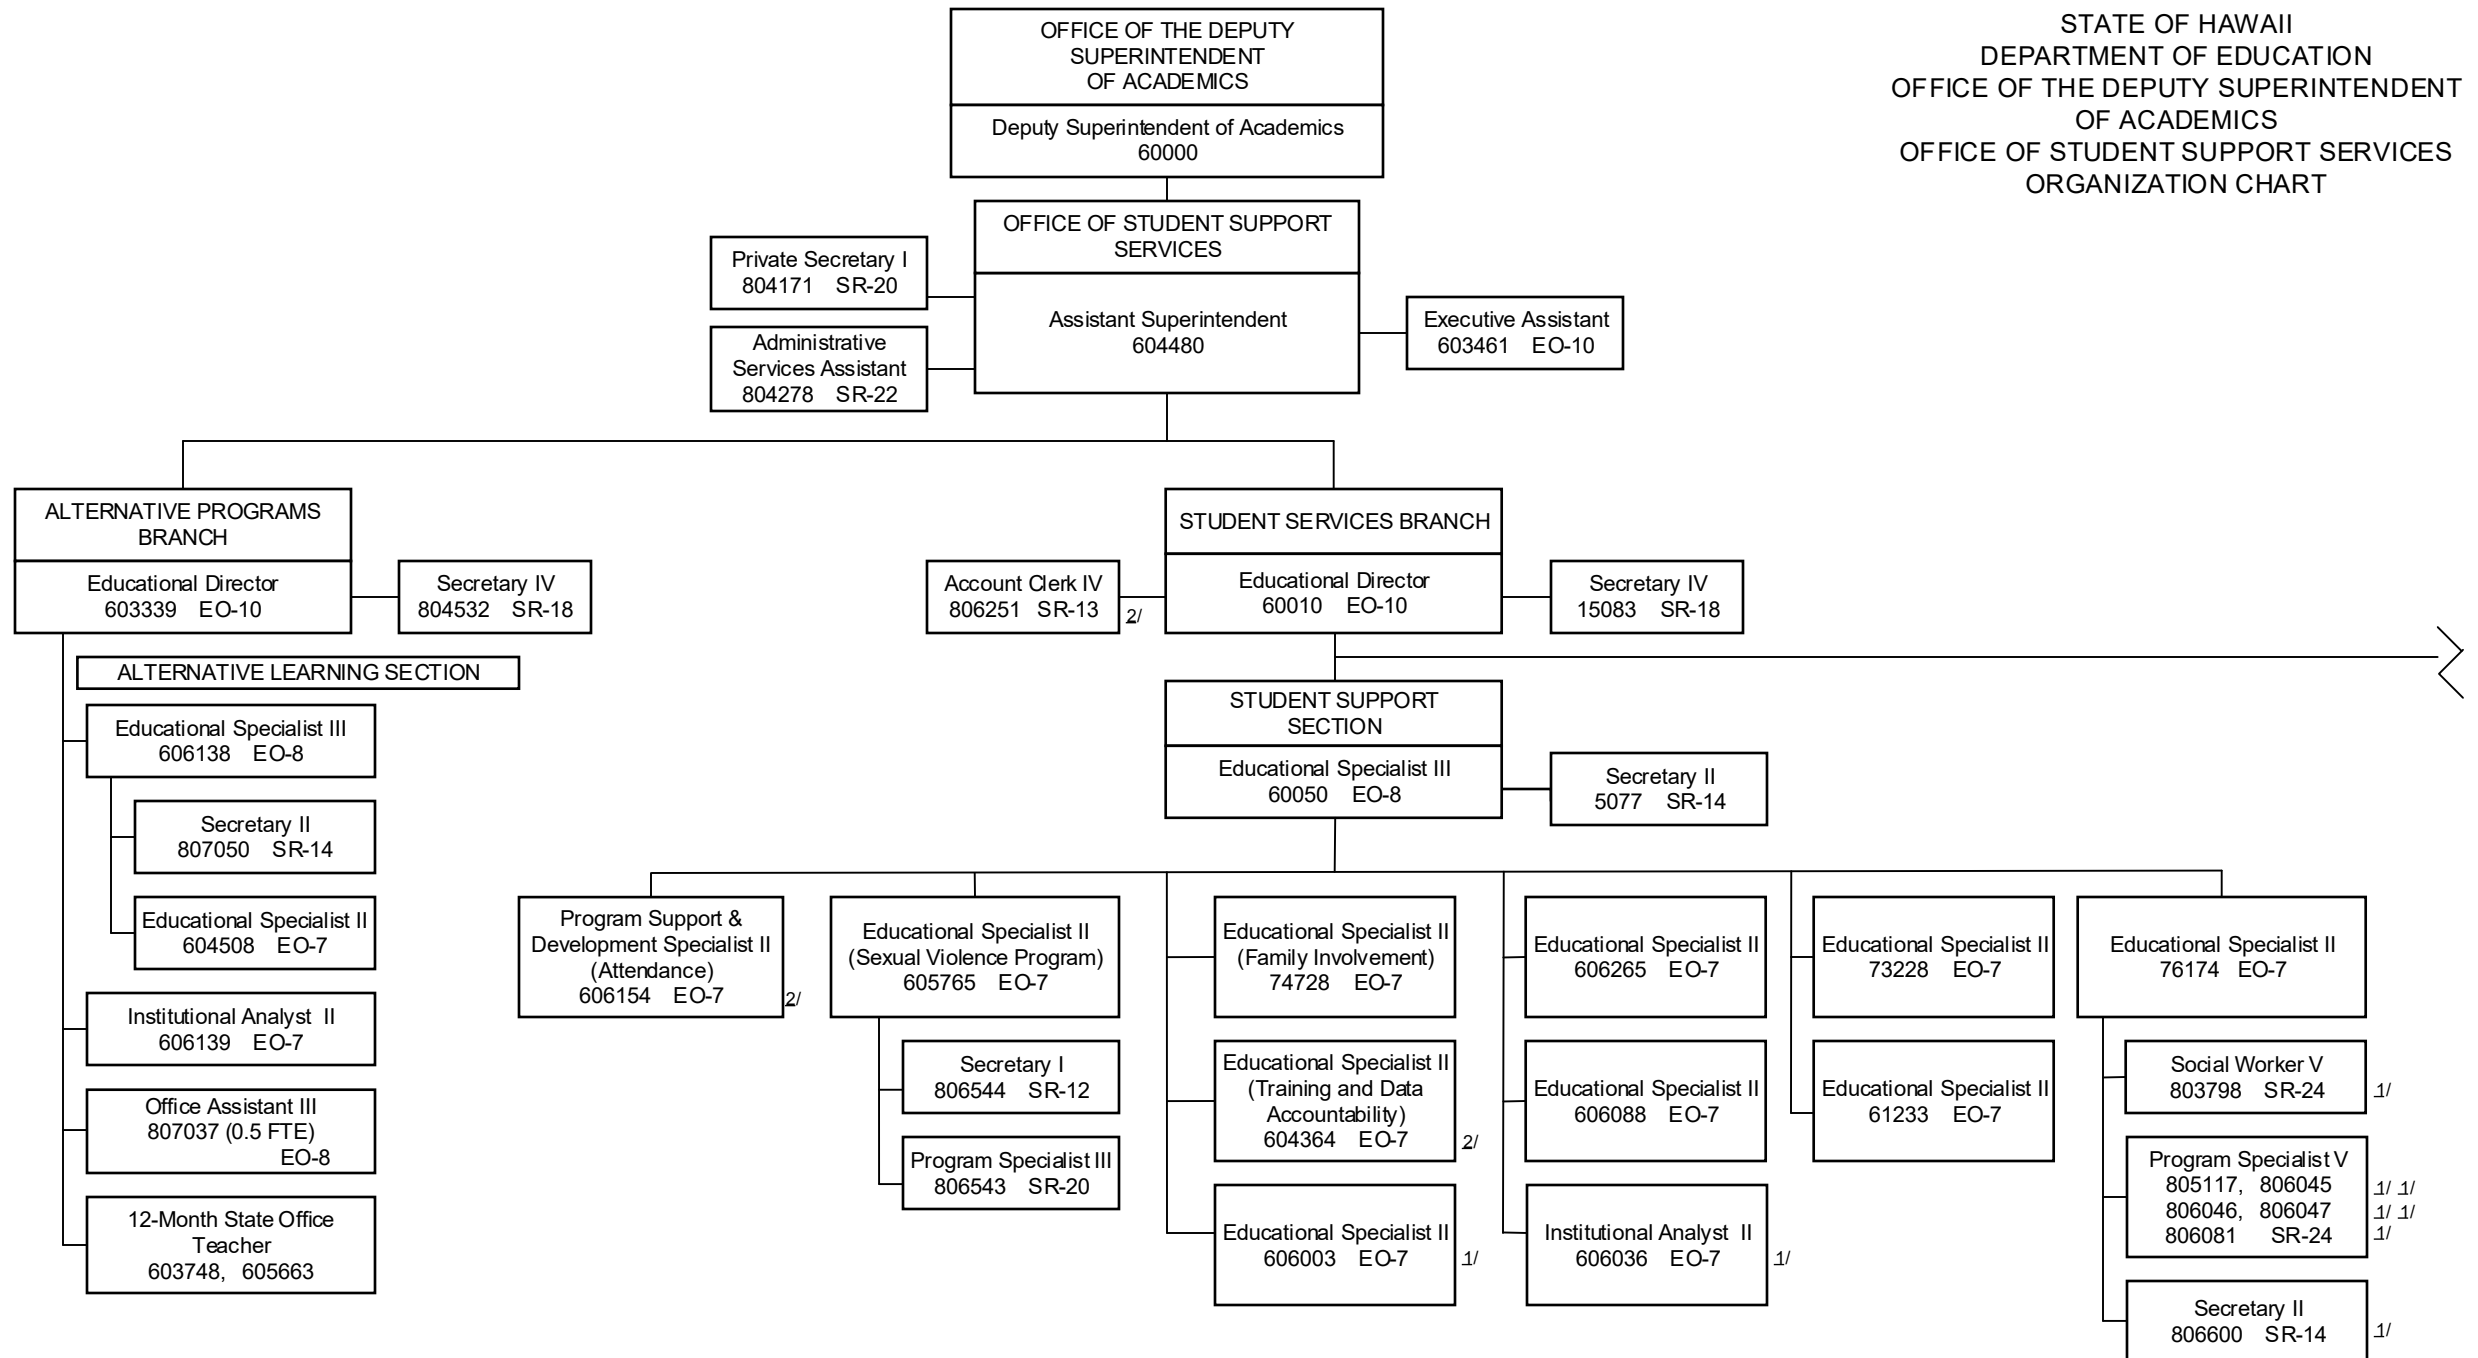 STATE OF HAWAII
DEPARTMENT OF EDUCATION
OFFICE OF THE DEPUTY SUPERINTENDENT
OF ACADEMICS
OFFICE OF STUDENT SUPPORT SERVICES
ORGANIZATION CHART
OFFICE OF THE DEPUTY
SUPERINTENDENT
OF ACADEMICS
Deputy Superintendent of Academics
60000
OFFICE OF STUDENT SUPPORT
SERVICES
Assistant Superintendent
604480
Private Secretary I
804171 SR-20
Administrative
Services Assistant
804278 SR-22
Executive Assistant
603461 EO-10
ALTERNATIVE PROGRAMS
BRANCH
Educational Director
603339 EO-10
Secretary IV
804532 SR-18
ALTERNATIVE LEARNING SECTION
Educational Specialist III
606138 EO-8
Secretary II
807050 SR-14
Educational Specialist II
604508 EO-7
Institutional Analyst II
606139 EO-7
Office Assistant III
807037 (0.5 FTE)
EO-8
12-Month State Office
Teacher
603748, 605663
STUDENT SERVICES BRANCH
Educational Director
60010 EO-10
Account Clerk IV
806251 SR-13
2/
Secretary IV
15083 SR-18
STUDENT SUPPORT
SECTION
Educational Specialist III
60050 EO-8
Secretary II
5077 SR-14
Program Support &
Development Specialist II
(Attendance)
606154 EO-7
2/
Educational Specialist II
(Sexual Violence Program)
605765 EO-7
Secretary I
806544 SR-12
Program Specialist III
806543 SR-20
Educational Specialist II
(Family Involvement)
74728 EO-7
Educational Specialist II
(Training and Data
Accountability)
604364 EO-7
2/
Educational Specialist II
606003 EO-7
1/
Educational Specialist II
606265 EO-7
Educational Specialist II
606088 EO-7
Institutional Analyst II
606036 EO-7
1/
Educational Specialist II
73228 EO-7
Educational Specialist II
61233 EO-7
Educational Specialist II
76174 EO-7
Social Worker V
803798 SR-24
1/
Program Specialist V
805117, 806045 1/ 1/
806046, 806047 1/ 1/
806081 SR-24 1/
Secretary II
806600 SR-14
1/